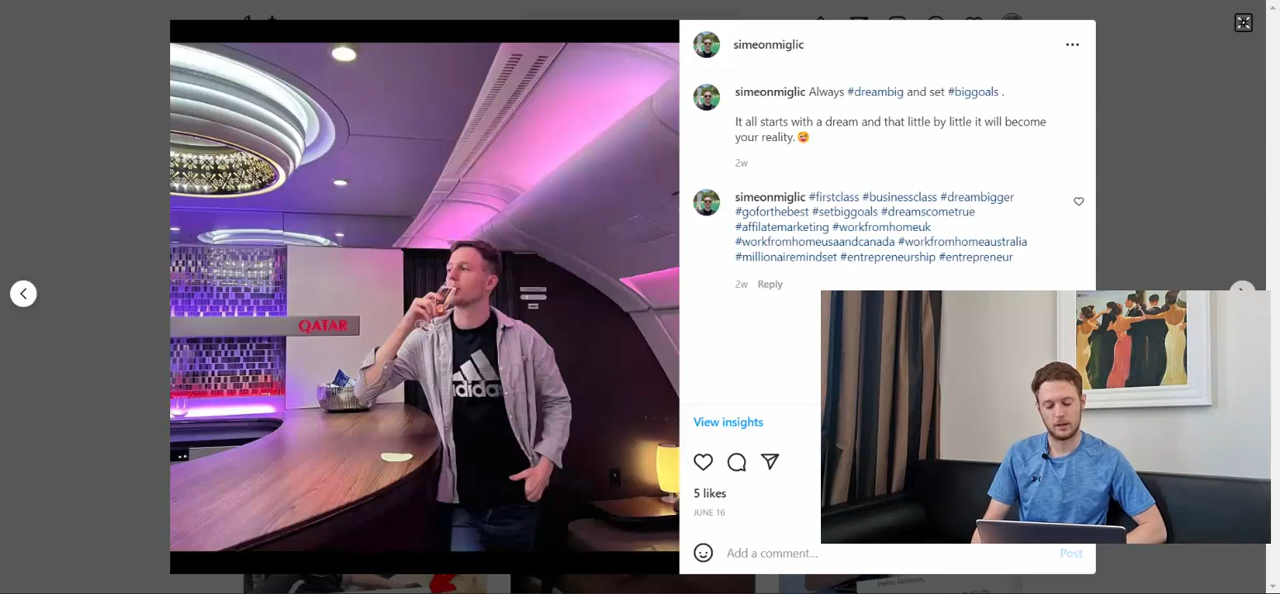 simeonmiglic
simeonmiglic Always #dreambig and set #biggoals .
It all starts with a dream and that little by little it will become
your reality.😅
2w
simeonmiglic #firstclass #businessclass #dreambigger
#goforthebest #setbiggoals #dreamscometrue
#affilatemarketing #workfromhomeuk
#workfromhomeusaandcanada #workfromhomeaustralia
#millionairemindset #entrepreneurship #entrepreneur
2w Reply
QATAR
adidas
View insights
5 likes
JUNE 16
Add a comment...
Post